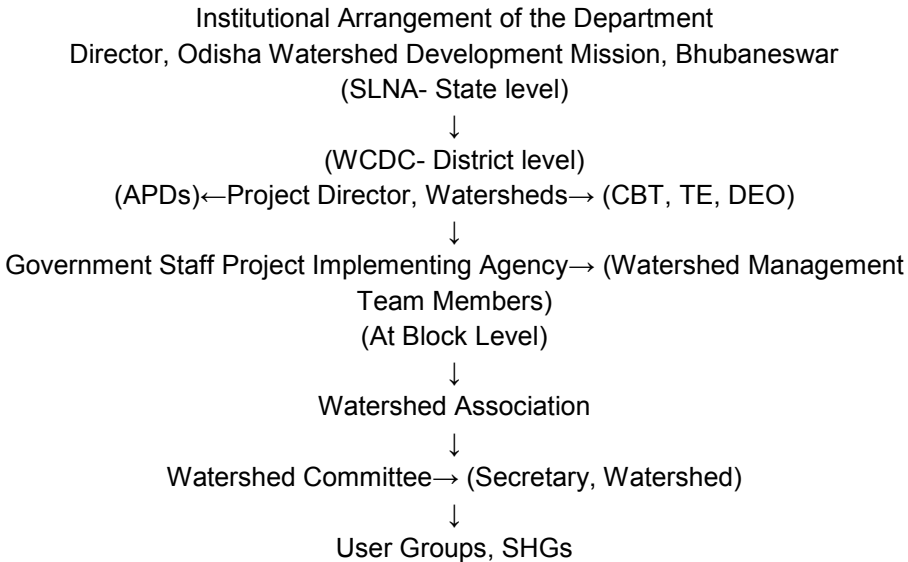 Institutional Arrangement of the Department
Director, Odisha Watershed Development Mission, Bhubaneswar
(SLNA- State level)
↓
(WCDC- District level)
(APDs)←Project Director, Watersheds→ (CBT, TE, DEO)
↓
Government Staff Project Implementing Agency→ (Watershed Management
Team Members)
(At Block Level)
↓
Watershed Association
↓
Watershed Committee→ (Secretary, Watershed)
↓
User Groups, SHGs